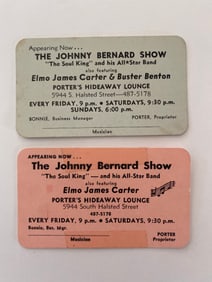 Appearing Now . . .
THE JOHNNY BERNARD SHOW
"The Soul King" and his All★Star Band
also featuring
Elmo James Carter & Buster Benton
PORTER'S HIDEAWAY LOUNGE
5944 S. Halsted Street—487-5178
EVERY FRIDAY, 9 p.m. ★ SATURDAYS, 9:30 p.m.
SUNDAYS, 6:00 p.m.
BONNIE, Business Manager PORTER, Proprietor
Musician
APPEARING NOW . . .
The Johnny Bernard Show
"The Soul King" — and his All-Star Band
also featuring
Elmo James Carter
PORTER'S HIDEAWAY LOUNGE
5944 South Halsted Street
487-5178
EVERY FRIDAY, 9 p.m. ★ SATURDAYS, 9:30 p.m.
Bonnie, Bus. Mgr. PORTER
Musician Proprietor